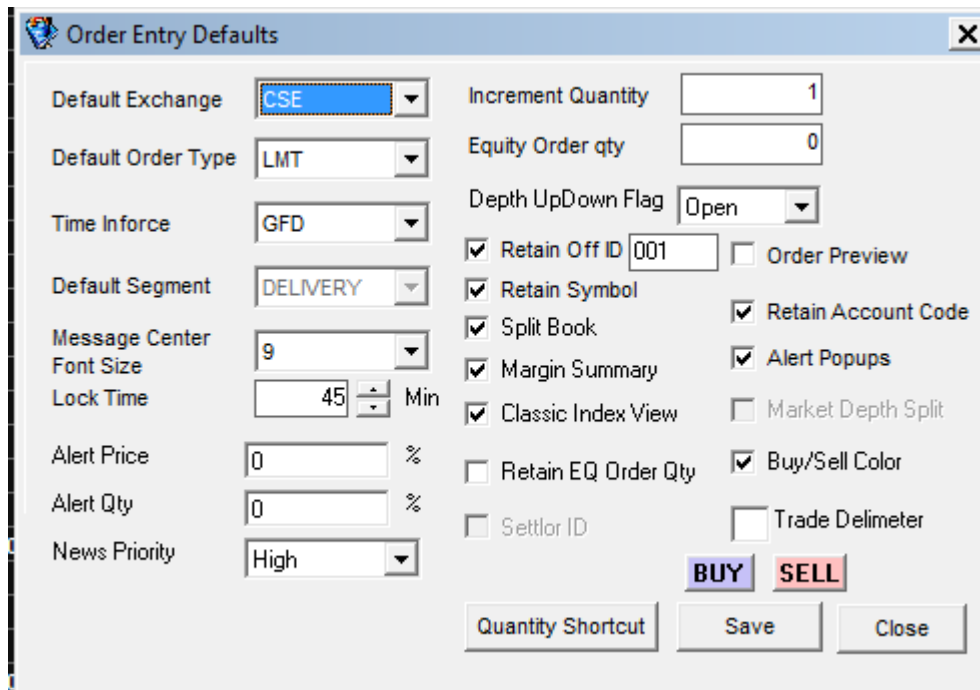 Order Entry Defaults
Default Exchange
CSE
Default Order Type
LMT
Time Inforce
GFD
Default Segment
DELIVERY
Message Center
Font Size
9
Lock Time
45
Min
Alert Price
0
%
Alert Qty
0
%
News Priority
High
Increment Quantity
1
Equity Order qty
0
Depth UpDown Flag
Open
Retain Off ID
001
Order Preview
Retain Symbol
Retain Account Code
Split Book
Alert Popups
Margin Summary
Market Depth Split
Classic Index View
Buy/Sell Color
Retain EQ Order Qty
Trade Delimeter
Settlor ID
BUY
SELL
Quantity Shortcut
Save
Close